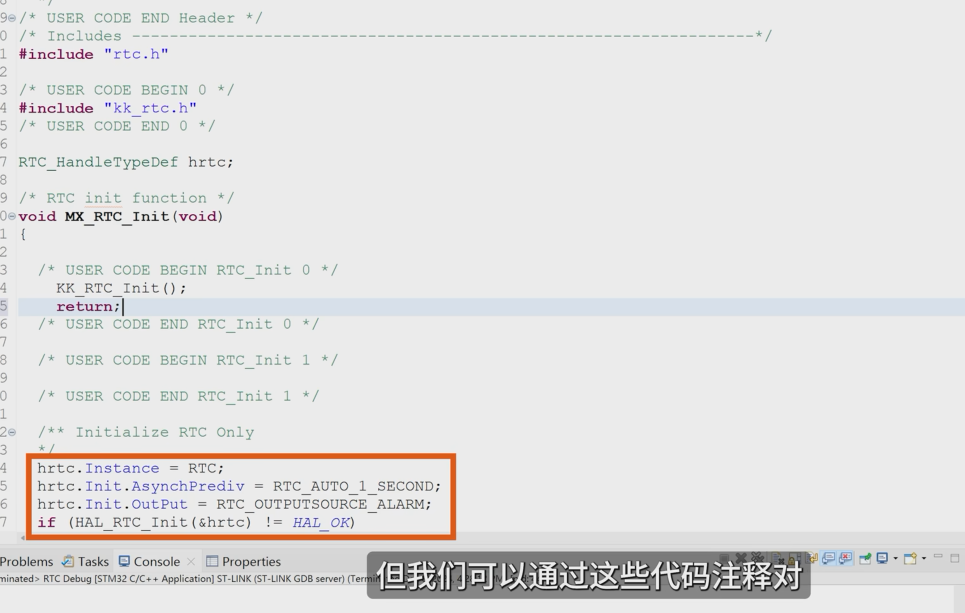 */
9 /* USER CODE END Header */
0 /* Includes ------------------------------------------------------------------*/
1 #include "rtc.h"
2
3 /* USER CODE BEGIN 0 */
4 #include "kk_rtc.h"
5 /* USER CODE END 0 */
6
7 RTC_HandleTypeDef hrtc;
8
9 /* RTC init function */
0 void MX_RTC_Init(void)
1 {
2
3 /* USER CODE BEGIN RTC_Init 0 */
4 KK_RTC_Init();
5 return;
6 /* USER CODE END RTC_Init 0 */
7
8 /* USER CODE BEGIN RTC_Init 1 */
9
0 /* USER CODE END RTC_Init 1 */
1
2 /** Initialize RTC Only
3 */
4 hrtc.Instance = RTC;
5 hrtc.Init.AsynchPrediv = RTC_AUTO_1_SECOND;
6 hrtc.Init.OutPut = RTC_OUTPUTSOURCE_ALARM;
7 if (HAL_RTC_Init(&hrtc) != HAL_OK)
Problems Tasks Console Properties
minated> RTC Debug [STM32 C/C++ Application] ST-LINK (ST-LINK GDB server) (Termi
但我们可以通过这些代码注释对